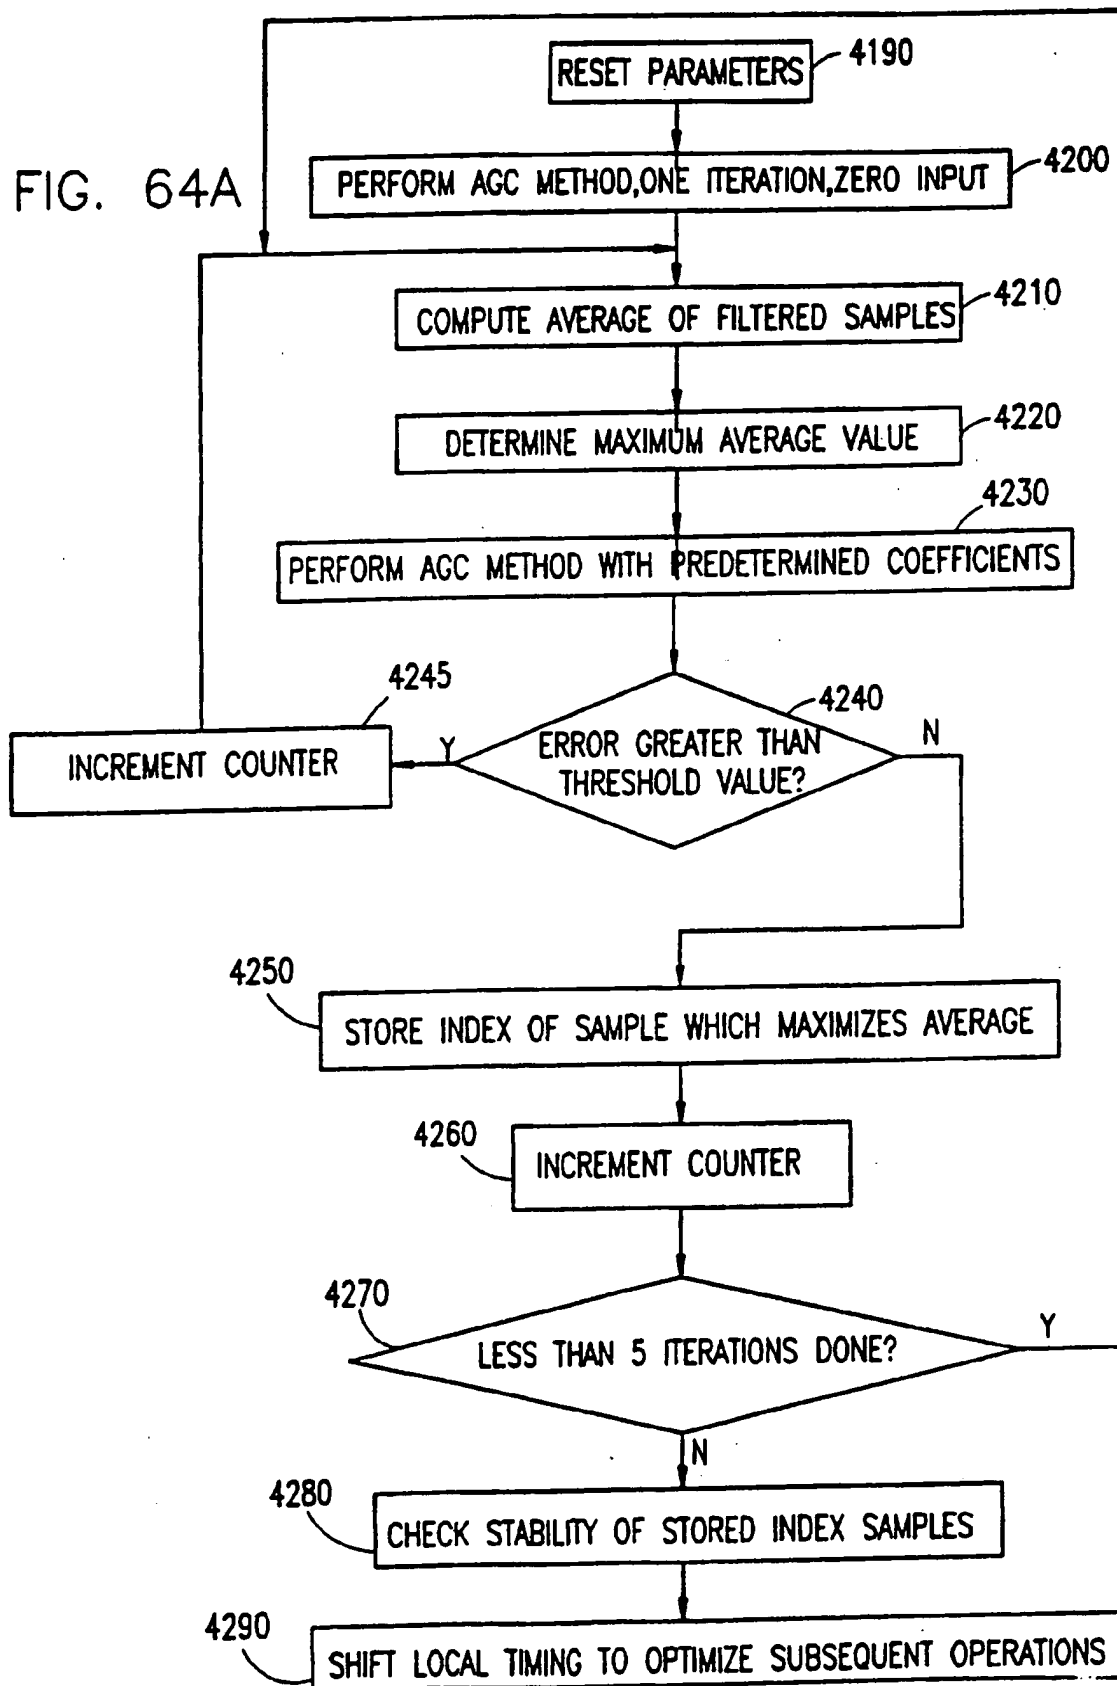 RESET PARAMETERS
4190
FIG. 64A
PERFORM AGC METHOD,ONE ITERATION,ZERO INPUT
4200
COMPUTE AVERAGE OF FILTERED SAMPLES
4210
DETERMINE MAXIMUM AVERAGE VALUE
4220
4230
PERFORM AGC METHOD WITH PREDETERMINED COEFFICIENTS
4245
INCREMENT COUNTER
Y
4240
ERROR GREATER THAN
THRESHOLD VALUE?
N
4250
STORE INDEX OF SAMPLE WHICH MAXIMIZES AVERAGE
4260
INCREMENT COUNTER
4270
LESS THAN 5 ITERATIONS DONE?
Y
N
4280
CHECK STABILITY OF STORED INDEX SAMPLES
4290
SHIFT LOCAL TIMING TO OPTIMIZE SUBSEQUENT OPERATIONS